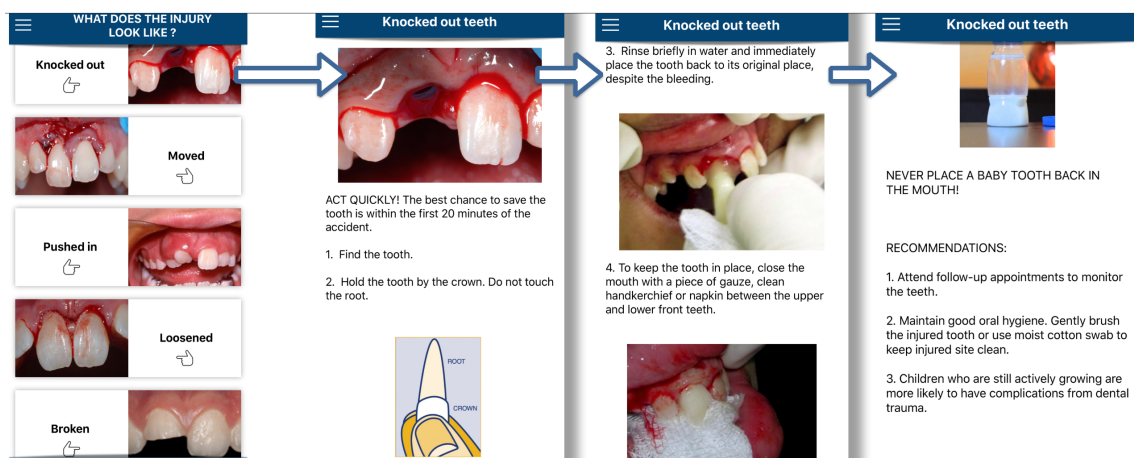 WHAT DOES THE INJURY
LOOK LIKE ?
Knocked out
Moved
Pushed in
Loosened
Broken
Knocked out teeth
ACT QUICKLY! The best chance to save the
tooth is within the first 20 minutes of the
accident.
1. Find the tooth.
2. Hold the tooth by the crown. Do not touch
the root.
ROOT
CROWN
Knocked out teeth
3. Rinse briefly in water and immediately
place the tooth back to its original place,
despite the bleeding.
4. To keep the tooth in place, close the
mouth with a piece of gauze, clean
handkerchief or napkin between the upper
and lower front teeth.
Knocked out teeth
NEVER PLACE A BABY TOOTH BACK IN
THE MOUTH!
RECOMMENDATIONS:
1. Attend follow-up appointments to monitor
the teeth.
2. Maintain good oral hygiene. Gently brush
the injured tooth or use moist cotton swab to
keep injured site clean.
3. Children who are still actively growing are
more likely to have complications from dental
trauma.